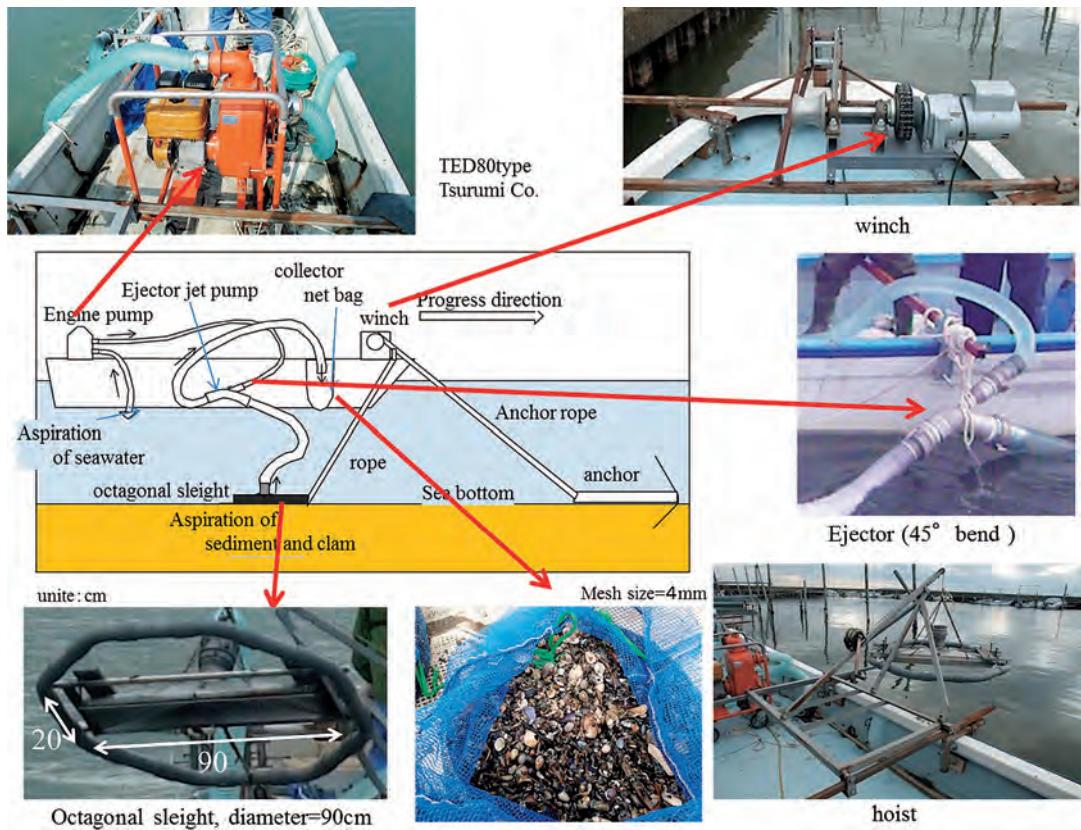 TED80type
Tsurumi Co.
winch
collector
net bag
Ejector jet pump
Engine pump
winch
Progress direction
Aspiration
of seawater
Anchor rope
rope
anchor
octagonal sleight
Sea bottom
Aspiration of
sediment and clam
Ejector (45° bend )
unite: cm
Mesh size=4mm
20
90
Octagonal sleight, diameter=90cm
hoist